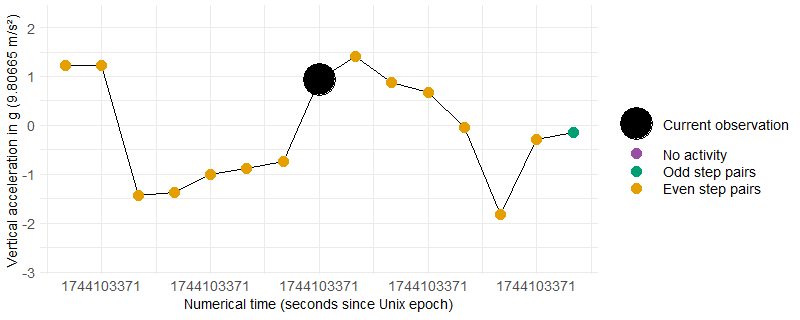 Vertical acceleration in g (9.80665 m/s²)
2
1
0
-1
-2
-3
1744103371 1744103371 1744103371 1744103371 1744103371
Numerical time (seconds since Unix epoch)
Current observation
No activity
Odd step pairs
Even step pairs